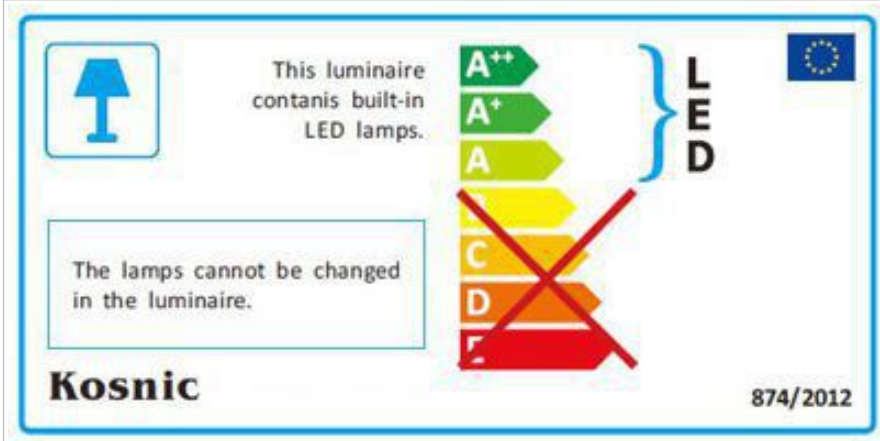 This luminaire
contanis built-in
LED lamps.
A++
A+
A
B
C
D
E
L
E
D
The lamps cannot be changed
in the luminaire.
Kosnic
874/2012